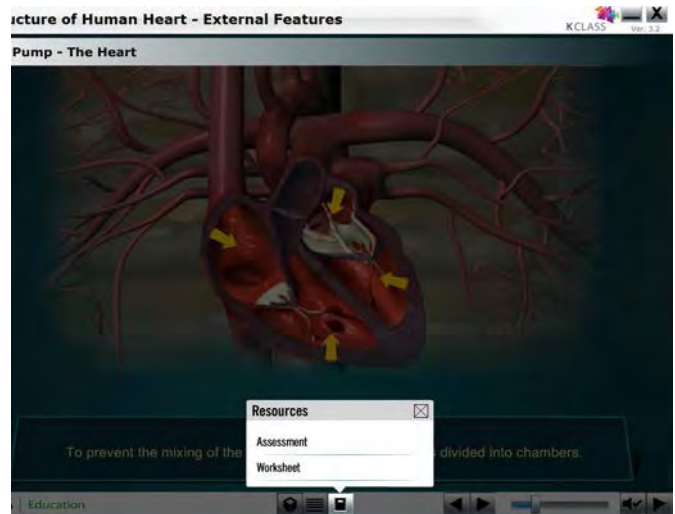 ucture of Human Heart - External Features
KCLASS
Ver. 3.2
Pump - The Heart
Resources
Assessment
Worksheet
To prevent the mixing of the
divided into chambers.
Education